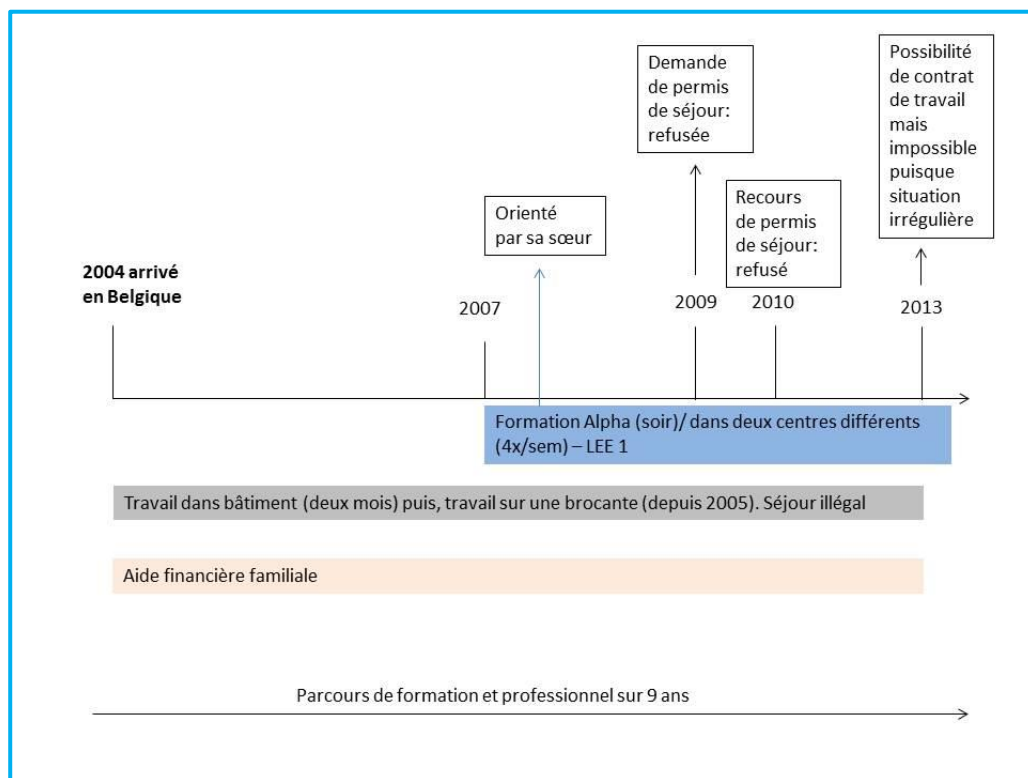 Possibilité
de contrat
de travail
mais
impossible
puisque
situation
irrégulière
Demande
de permis
de séjour:
refusée
Recours
de permis
de séjour:
refusé
Orienté
par sa sœur
2004 arrivé
en Belgique
2007
2009
2010
2013
Formation Alpha (soir)/ dans deux centres différents
(4x/sem) – LEE 1
Travail dans bâtiment (deux mois) puis, travail sur une brocante (depuis 2005). Séjour illégal
Aide financière familiale
Parcours de formation et professionnel sur 9 ans